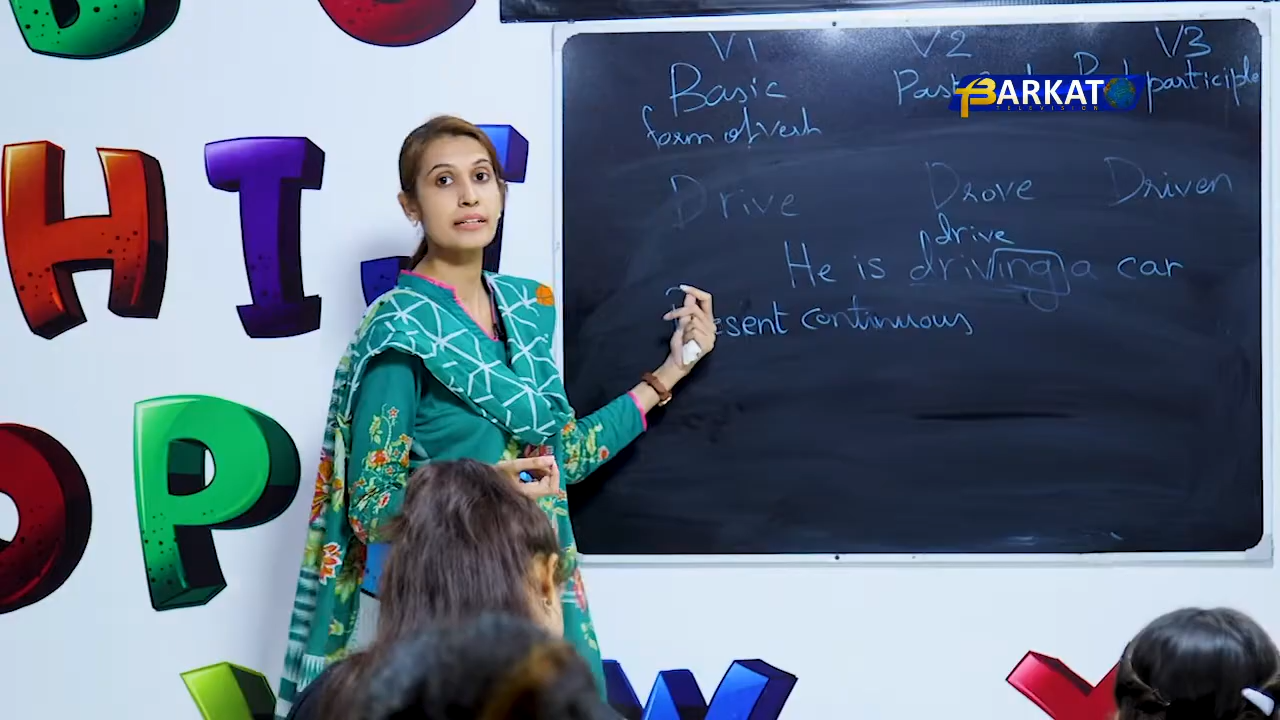 V1 V2 V3
Basic Past participle
form of verb
BARKAT
TELEVISION
Drive Drove Driven
drive
He is driving a car
continuous
H I
O P
W